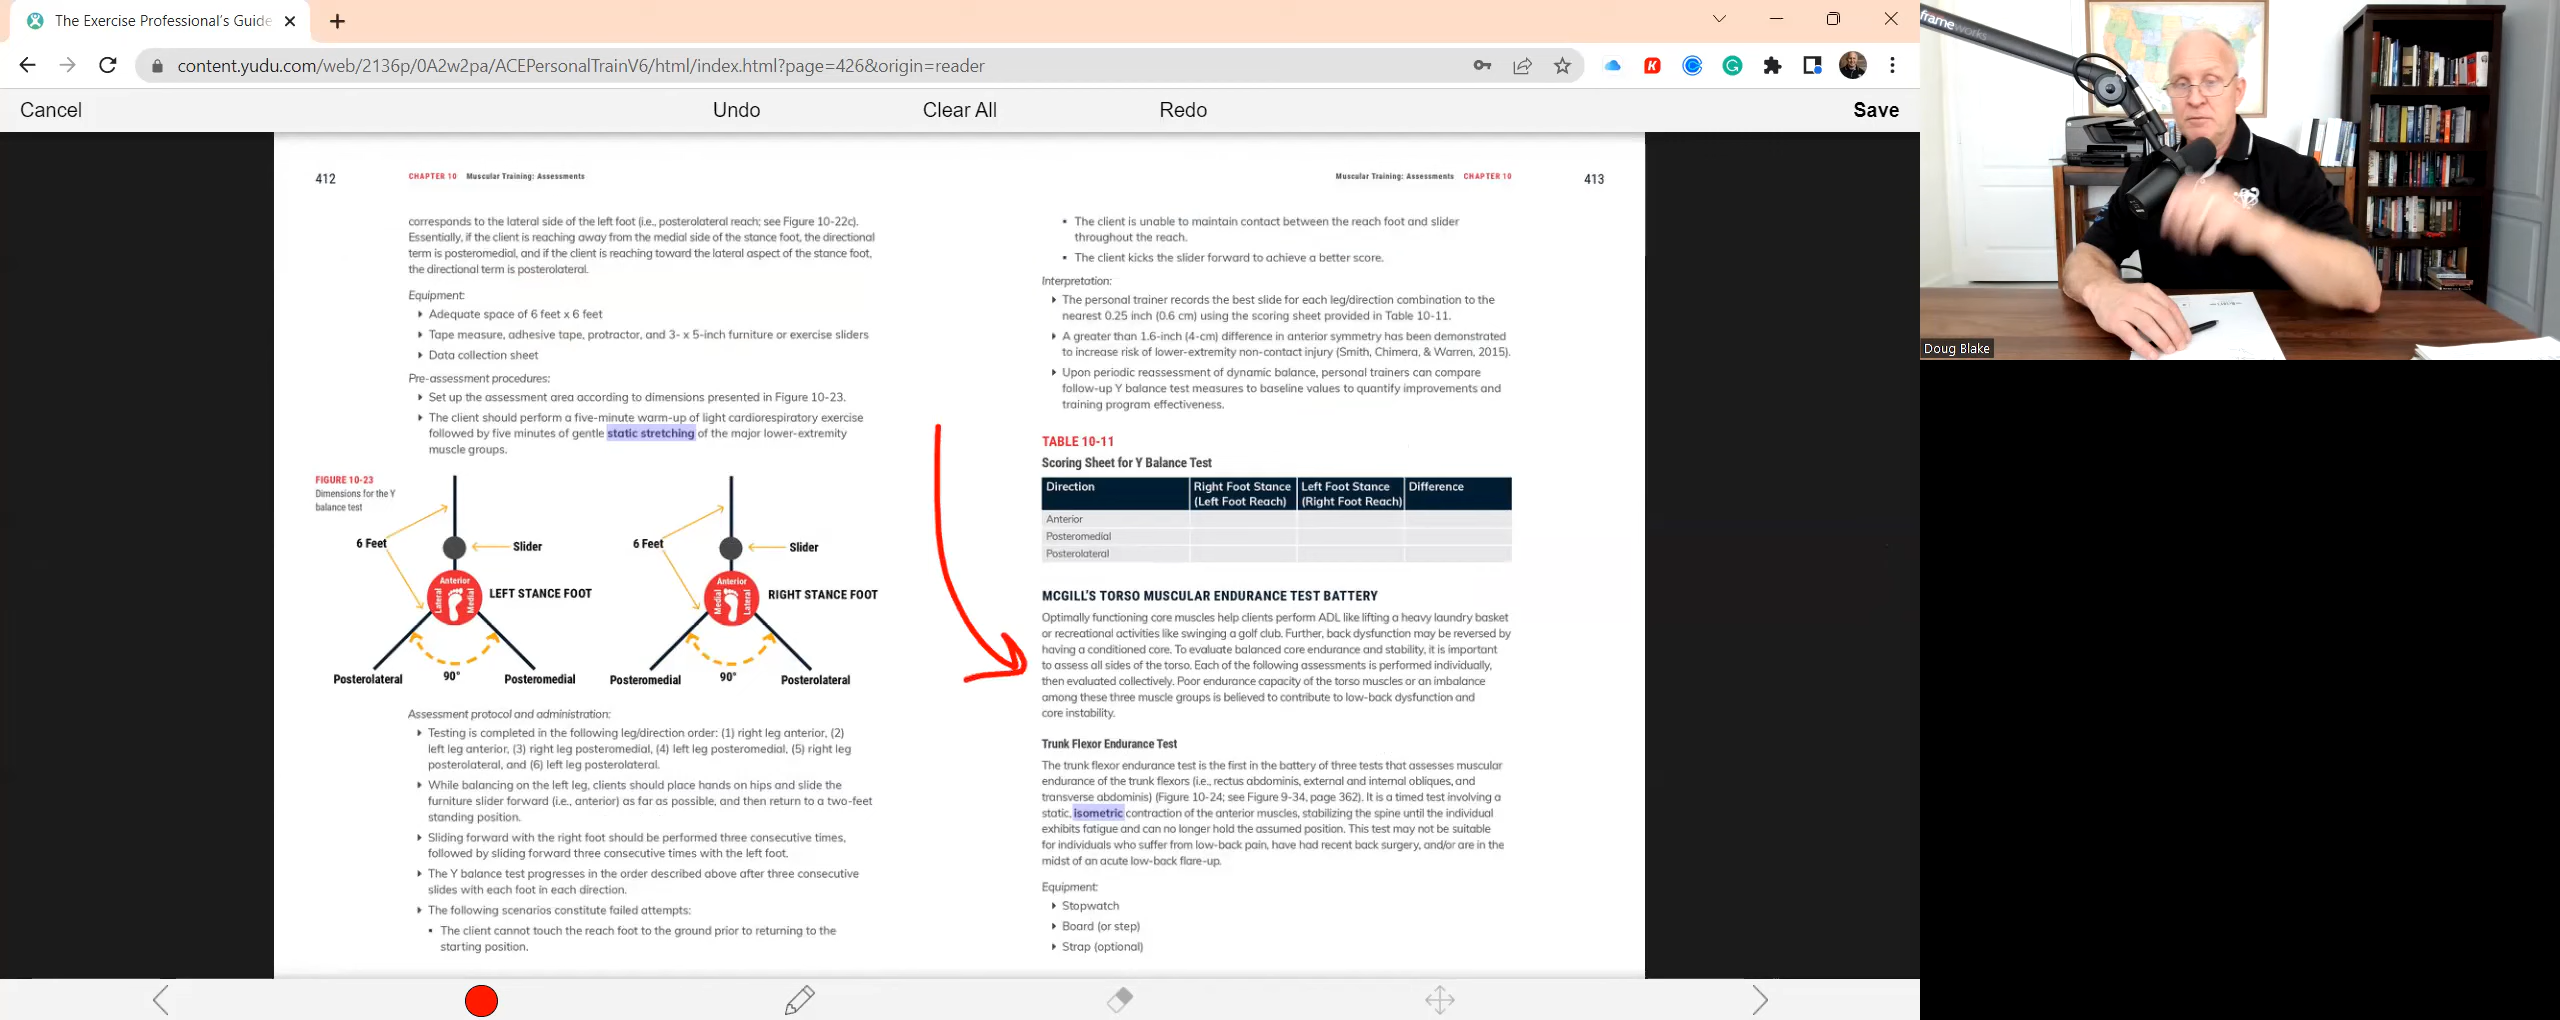 The Exercise Professional's Guide
content.yudu.com/web/2136p/0A2w2pa/ACEPersonalTrainV6/html/index.html?page=426&origin=reader
Cancel
Undo
Clear All
Redo
Save
412
CHAPTER 10 Muscular Training: Assessments
corresponds to the lateral side of the left foot (i.e., posterolateral reach; see Figure 10-22c).
Essentially, if the client is reaching away from the medial side of the stance foot, the directional
term is posteromedial, and if the client is reaching toward the lateral aspect of the stance foot,
the directional term is posterolateral.
Equipment:
Adequate space of 6 feet x 6 feet
Tape measure, adhesive tape, protractor, and 3- x 5-inch furniture or exercise sliders
Data collection sheet
Pre-assessment procedures:
Set up the assessment area according to dimensions presented in Figure 10-23.
The client should perform a five-minute warm-up of light cardiorespiratory exercise
followed by five minutes of gentle static stretching of the major lower-extremity
muscle groups.
FIGURE 10-23
Dimensions for the Y
balance test
6 Feet
Slider
Anterior
Lateral
Medial
LEFT STANCE FOOT
Posterolateral
90°
Posteromedial
6 Feet
Slider
Anterior
Medial
Lateral
RIGHT STANCE FOOT
Posteromedial
90°
Posterolateral
Assessment protocol and administration:
Testing is completed in the following leg/direction order: (1) right leg anterior, (2)
left leg anterior, (3) right leg posteromedial, (4) left leg posteromedial, (5) right leg
posterolateral, and (6) left leg posterolateral.
While balancing on the left leg, clients should place hands on hips and slide the
furniture slider forward (i.e., anterior) as far as possible, and then return to a two-feet
standing position.
Sliding forward with the right foot should be performed three consecutive times,
followed by sliding forward three consecutive times with the left foot.
The Y balance test progresses in the order described above after three consecutive
slides with each foot in each direction.
The following scenarios constitute failed attempts:
The client cannot touch the reach foot to the ground prior to returning to the
starting position.
Muscular Training: Assessments CHAPTER 10
413
The client is unable to maintain contact between the reach foot and slider
throughout the reach.
The client kicks the slider forward to achieve a better score.
Interpretation:
The personal trainer records the best slide for each leg/direction combination to the
nearest 0.25 inch (0.6 cm) using the scoring sheet provided in Table 10-11.
A greater than 1.6-inch (4-cm) difference in anterior symmetry has been demonstrated
to increase risk of lower-extremity non-contact injury (Smith, Chimera, & Warren, 2015).
Upon periodic reassessment of dynamic balance, personal trainers can compare
follow-up Y balance test measures to baseline values to quantify improvements and
training program effectiveness.
TABLE 10-11
Scoring Sheet for Y Balance Test
Direction
Right Foot Stance
(Left Foot Reach)
Left Foot Stance
(Right Foot Reach)
Difference
Anterior
Posteromedial
Posterolateral
MCGILL'S TORSO MUSCULAR ENDURANCE TEST BATTERY
Optimally functioning core muscles help clients perform ADL like lifting a heavy laundry basket
or recreational activities like swinging a golf club. Further, back dysfunction may be reversed by
having a conditioned core. To evaluate balanced core endurance and stability, it is important
to assess all sides of the torso. Each of the following assessments is performed individually,
then evaluated collectively. Poor endurance capacity of the torso muscles or an imbalance
among these three muscle groups is believed to contribute to low-back dysfunction and
core instability.
Trunk Flexor Endurance Test
The trunk flexor endurance test is the first in the battery of three tests that assesses muscular
endurance of the trunk flexors (i.e., rectus abdominis, external and internal obliques, and
transverse abdominis) (Figure 10-24; see Figure 9-34, page 362). It is a timed test involving a
static, isometric contraction of the anterior muscles, stabilizing the spine until the individual
exhibits fatigue and can no longer hold the assumed position. This test may not be suitable
for individuals who suffer from low-back pain, have had recent back surgery, and/or are in the
midst of an acute low-back flare-up.
Equipment:
Stopwatch
Board (or step)
Strap (optional)
frameworks
Doug Blake